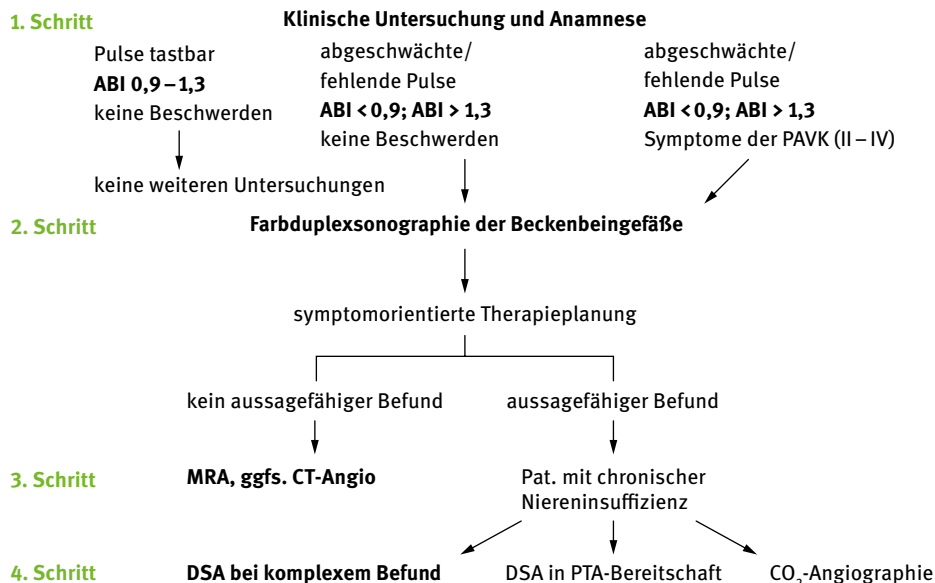 1. Schritt
Klinische Untersuchung und Anamnese
Pulse tastbar
ABI 0,9 – 1,3
keine Beschwerden
keine weiteren Untersuchungen
abgeschwächte/
fehlende Pulse
ABI < 0,9; ABI > 1,3
keine Beschwerden
abgeschwächte/
fehlende Pulse
ABI < 0,9; ABI > 1,3
Symptome der PAVK (II – IV)
2. Schritt
Farbduplexsonographie der Beckenbeingefäße
symptomorientierte Therapieplanung
kein aussagefähiger Befund
aussagefähiger Befund
3. Schritt
MRA, ggfs. CT-Angio
Pat. mit chronischer
Niereninsuffizienz
4. Schritt
DSA bei komplexem Befund
DSA in PTA-Bereitschaft
CO₂-Angiographie